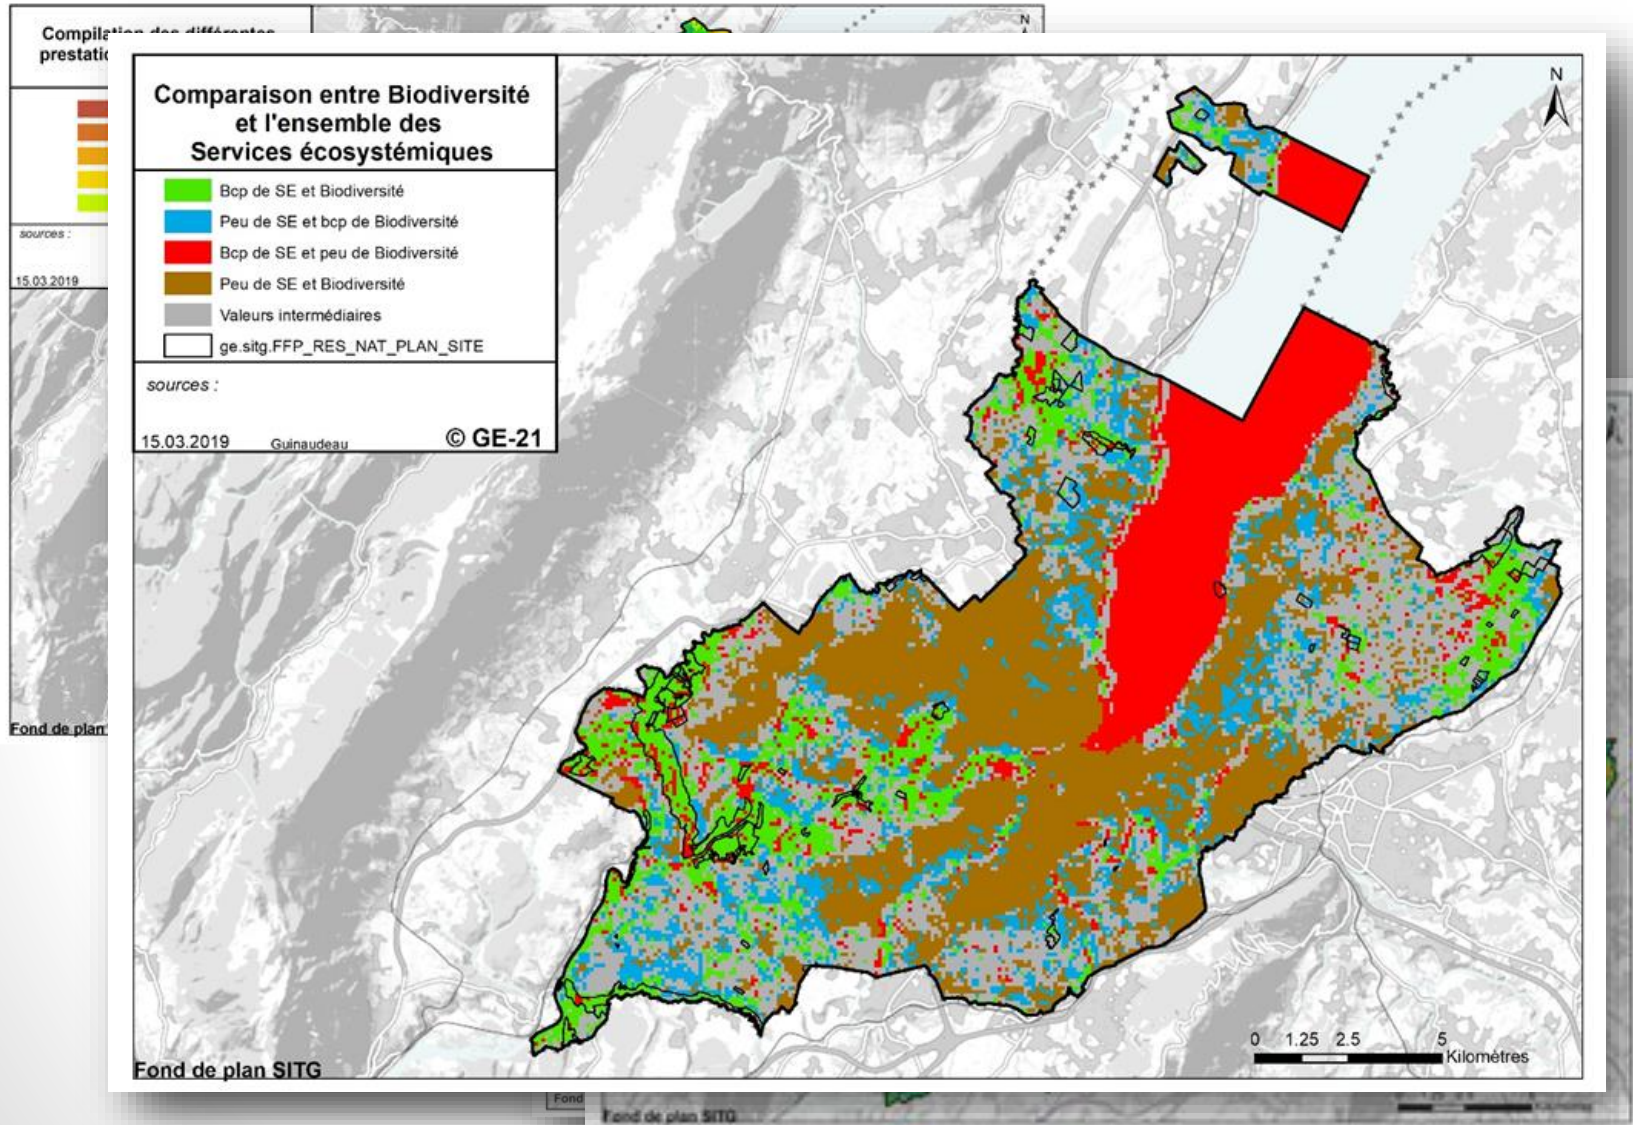 Compilation des différentes
prestatio
sources :
15.03.2019
Fond de plan
Comparaison entre Biodiversité
et l'ensemble des
Services écosystémiques
Bcp de SE et Biodiversité
Peu de SE et bcp de Biodiversité
Bcp de SE et peu de Biodiversité
Peu de SE et Biodiversité
Valeurs intermédiaires
ge.sitg.FFP_RES_NAT_PLAN_SITE
sources :
15.03.2019 Guinaudeau © GE-21
N
N
0 1.25 2.5 5
Kilomètres
Fond de plan SITG
Fond
Fond de plan SITG